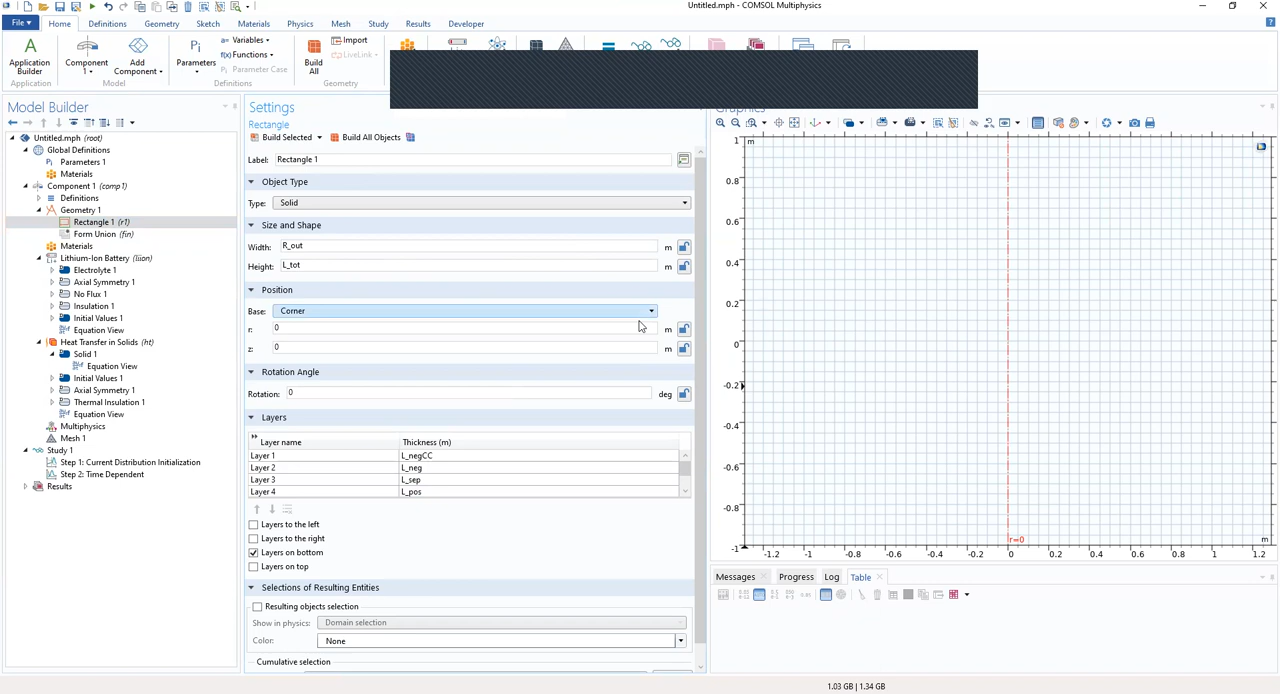 Untitled.mph - COMSOL Multiphysics
File
Home
Definitions
Geometry
Sketch
Materials
Physics
Mesh
Study
Results
Developer
Application Builder
Component 1
Add Component
Parameters
Variables
Functions
Parameter Case
Build All
Import
LiveLink
Application
Model
Definitions
Geometry
Model Builder
Untitled.mph (root)
Global Definitions
Parameters 1
Materials
Component 1 (comp1)
Definitions
Geometry 1
Rectangle 1 (r1)
Form Union (fin)
Materials
Lithium-Ion Battery (liion)
Electrolyte 1
Axial Symmetry 1
No Flux 1
Insulation 1
Initial Values 1
Equation View
Heat Transfer in Solids (ht)
Solid 1
Equation View
Initial Values 1
Axial Symmetry 1
Thermal Insulation 1
Equation View
Multiphysics
Mesh 1
Study 1
Step 1: Current Distribution Initialization
Step 2: Time Dependent
Results
Settings
Rectangle
Build Selected
Build All Objects
Label: Rectangle 1
Object Type
Type: Solid
Size and Shape
Width: R_out m
Height: L_tot m
Position
Base: Corner
r: 0 m
z: 0 m
Rotation Angle
Rotation: 0 deg
Layers
Layer name Thickness (m)
Layer 1 L_negCC
Layer 2 L_neg
Layer 3 L_sep
Layer 4 L_pos
Layers to the left
Layers to the right
Layers on bottom
Layers on top
Selections of Resulting Entities
Resulting objects selection
Show in physics: Domain selection
Color: None
Cumulative selection
m
1
0.8
0.6
0.4
0.2
0
-0.2
-0.4
-0.6
-0.8
-1
r=0
m
-1.2 -1 -0.8 -0.6 -0.4 -0.2 0 0.2 0.4 0.6 0.8 1 1.2
Messages
Progress
Log
Table
1.03 GB | 1.34 GB